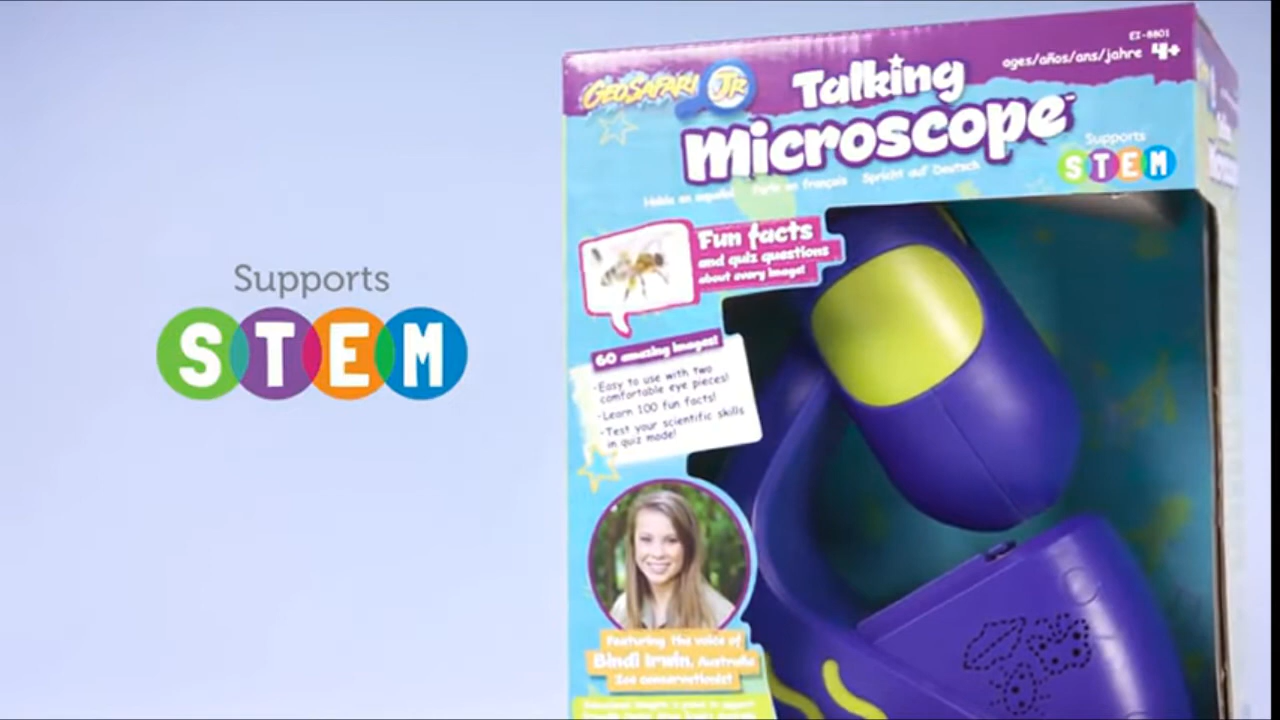 Supports
STEM
EI-8801
ages/años/ans/jahre 4+
GEOSAFARI JR
Talking
Microscope™
Supports
STEM
Habla en español Parle en français Spricht auf Deutsch
Fun facts
and quiz questions
about every image!
60 amazing images!
-Easy to use with two
comfortable eye pieces!
-Learn 100 fun facts!
-Test your scientific skills
in quiz mode!
Featuring the voice of
Bindi Irwin, Australia
Zoo conservationist!